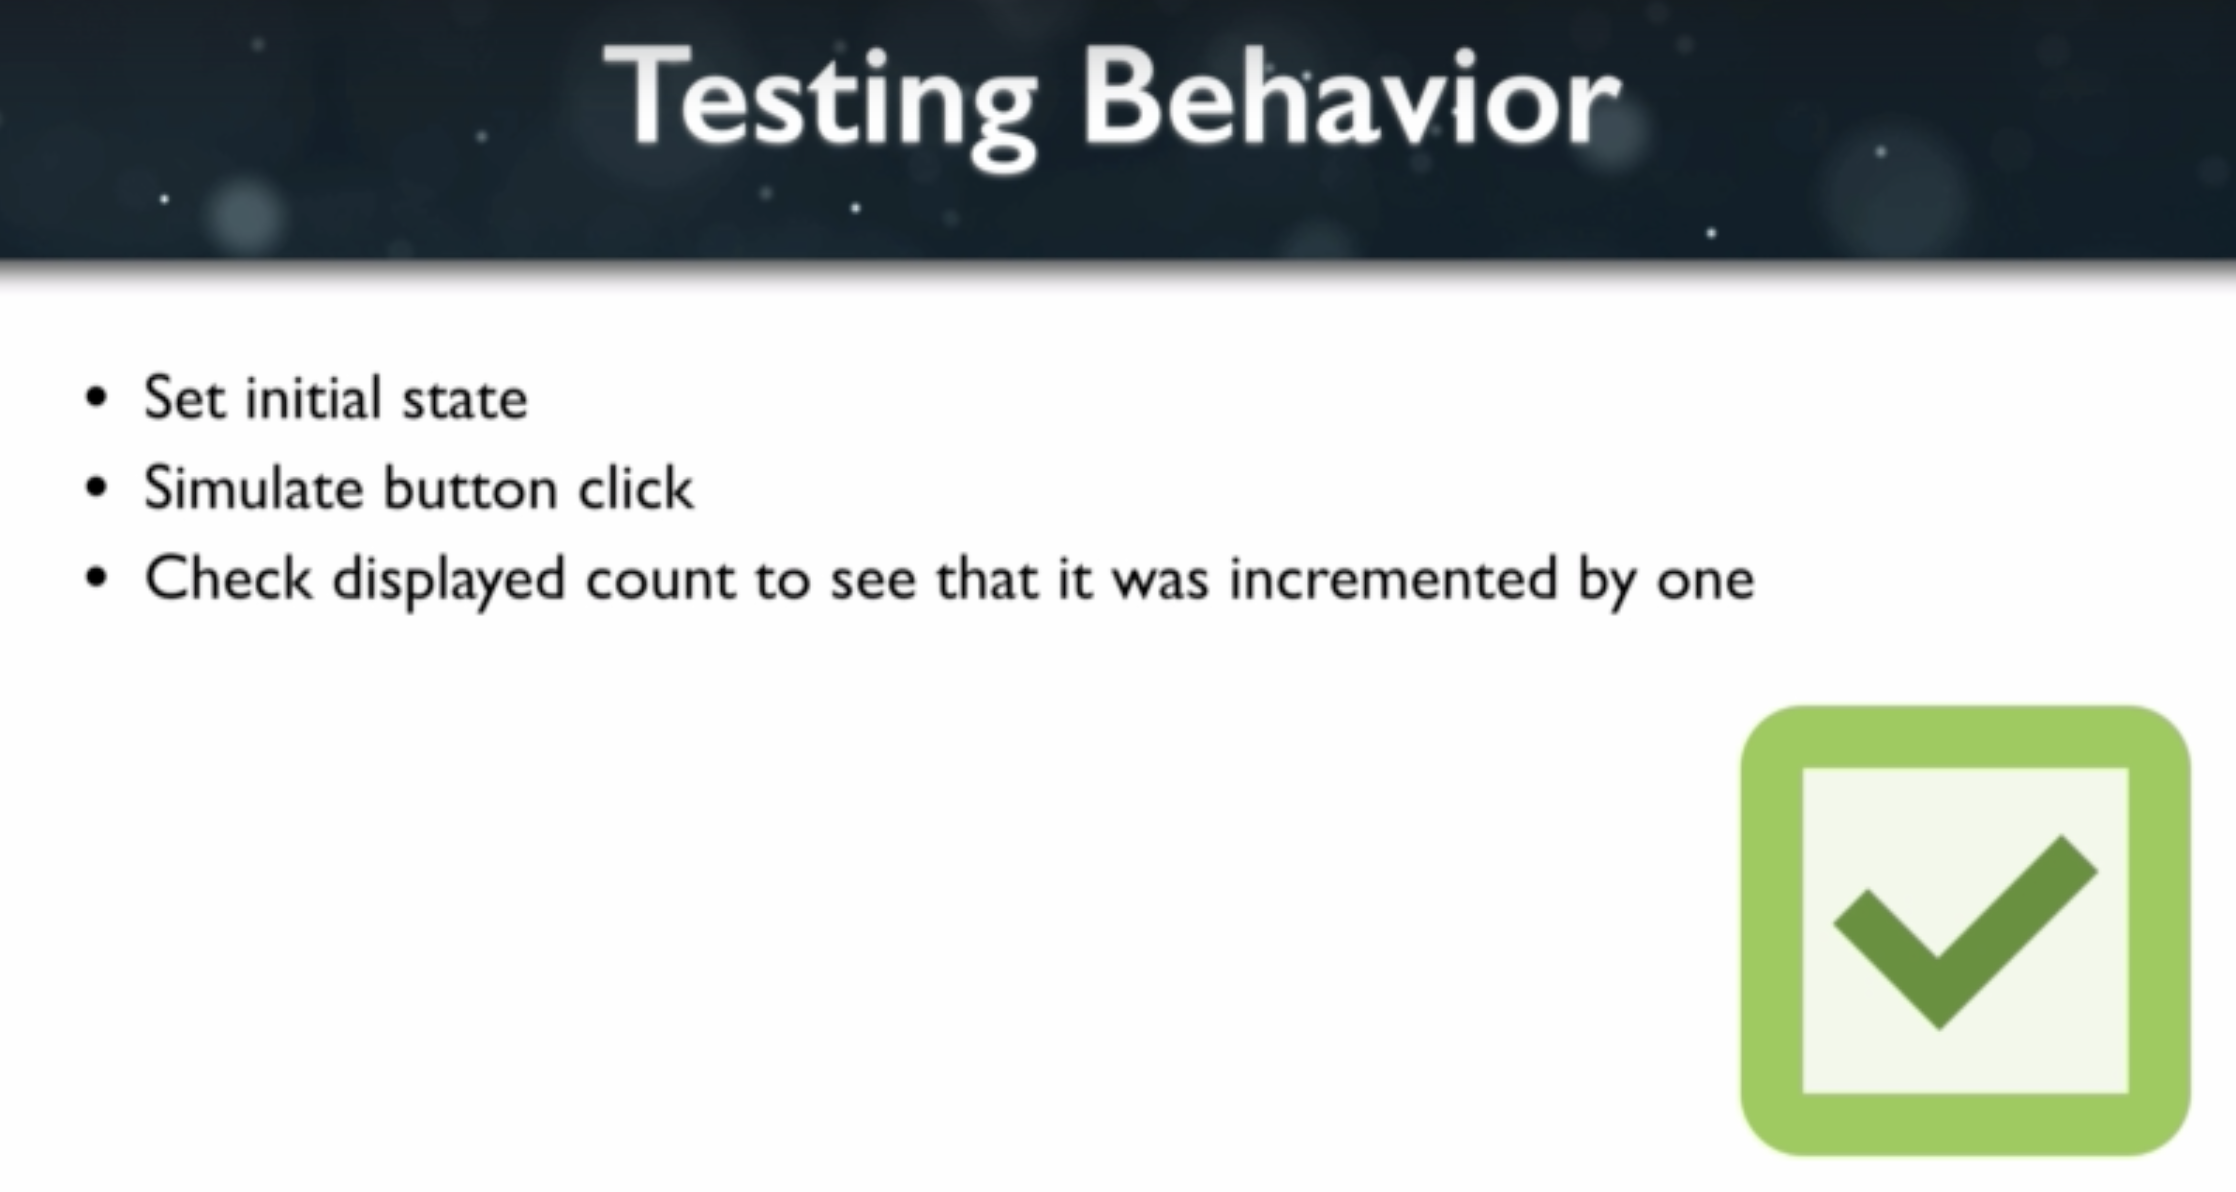 Testing Behavior
• Set initial state
• Simulate button click
• Check displayed count to see that it was incremented by one